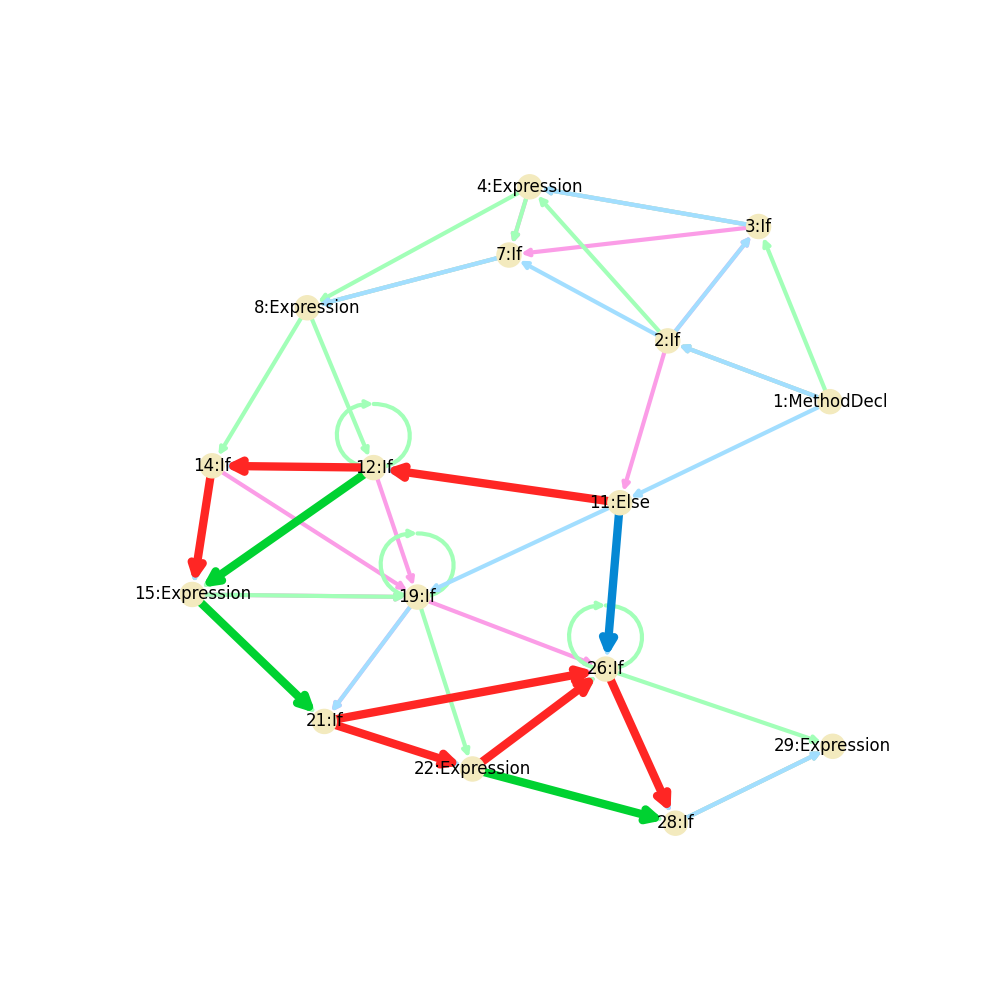 4:Expression
3:If
7:If
8:Expression
2:If
1:MethodDecl
14:If
12:If
11:Else
15:Expression
19:If
26:If
21:If
29:Expression
22:Expression
28:If